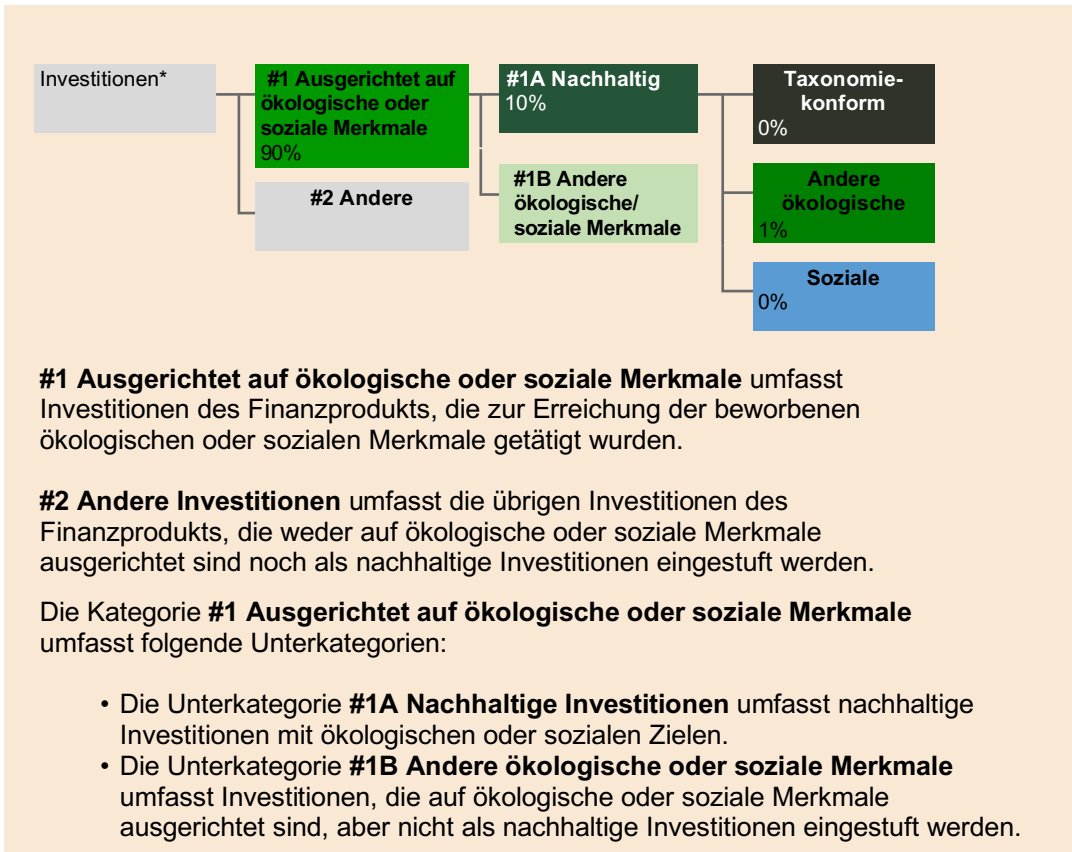 Investitionen*
#1 Ausgerichtet auf
ökologische oder
soziale Merkmale
90%
#2 Andere
#1A Nachhaltig
10%
#1B Andere
ökologische/
soziale Merkmale
Taxonomie-
konform
0%
Andere
ökologische
1%
Soziale
0%
#1 Ausgerichtet auf ökologische oder soziale Merkmale umfasst
Investitionen des Finanzprodukts, die zur Erreichung der beworbenen
ökologischen oder sozialen Merkmale getätigt wurden.
#2 Andere Investitionen umfasst die übrigen Investitionen des
Finanzprodukts, die weder auf ökologische oder soziale Merkmale
ausgerichtet sind noch als nachhaltige Investitionen eingestuft werden.
Die Kategorie #1 Ausgerichtet auf ökologische oder soziale Merkmale
umfasst folgende Unterkategorien:
• Die Unterkategorie #1A Nachhaltige Investitionen umfasst nachhaltige
Investitionen mit ökologischen oder sozialen Zielen.
• Die Unterkategorie #1B Andere ökologische oder soziale Merkmale
umfasst Investitionen, die auf ökologische oder soziale Merkmale
ausgerichtet sind, aber nicht als nachhaltige Investitionen eingestuft werden.